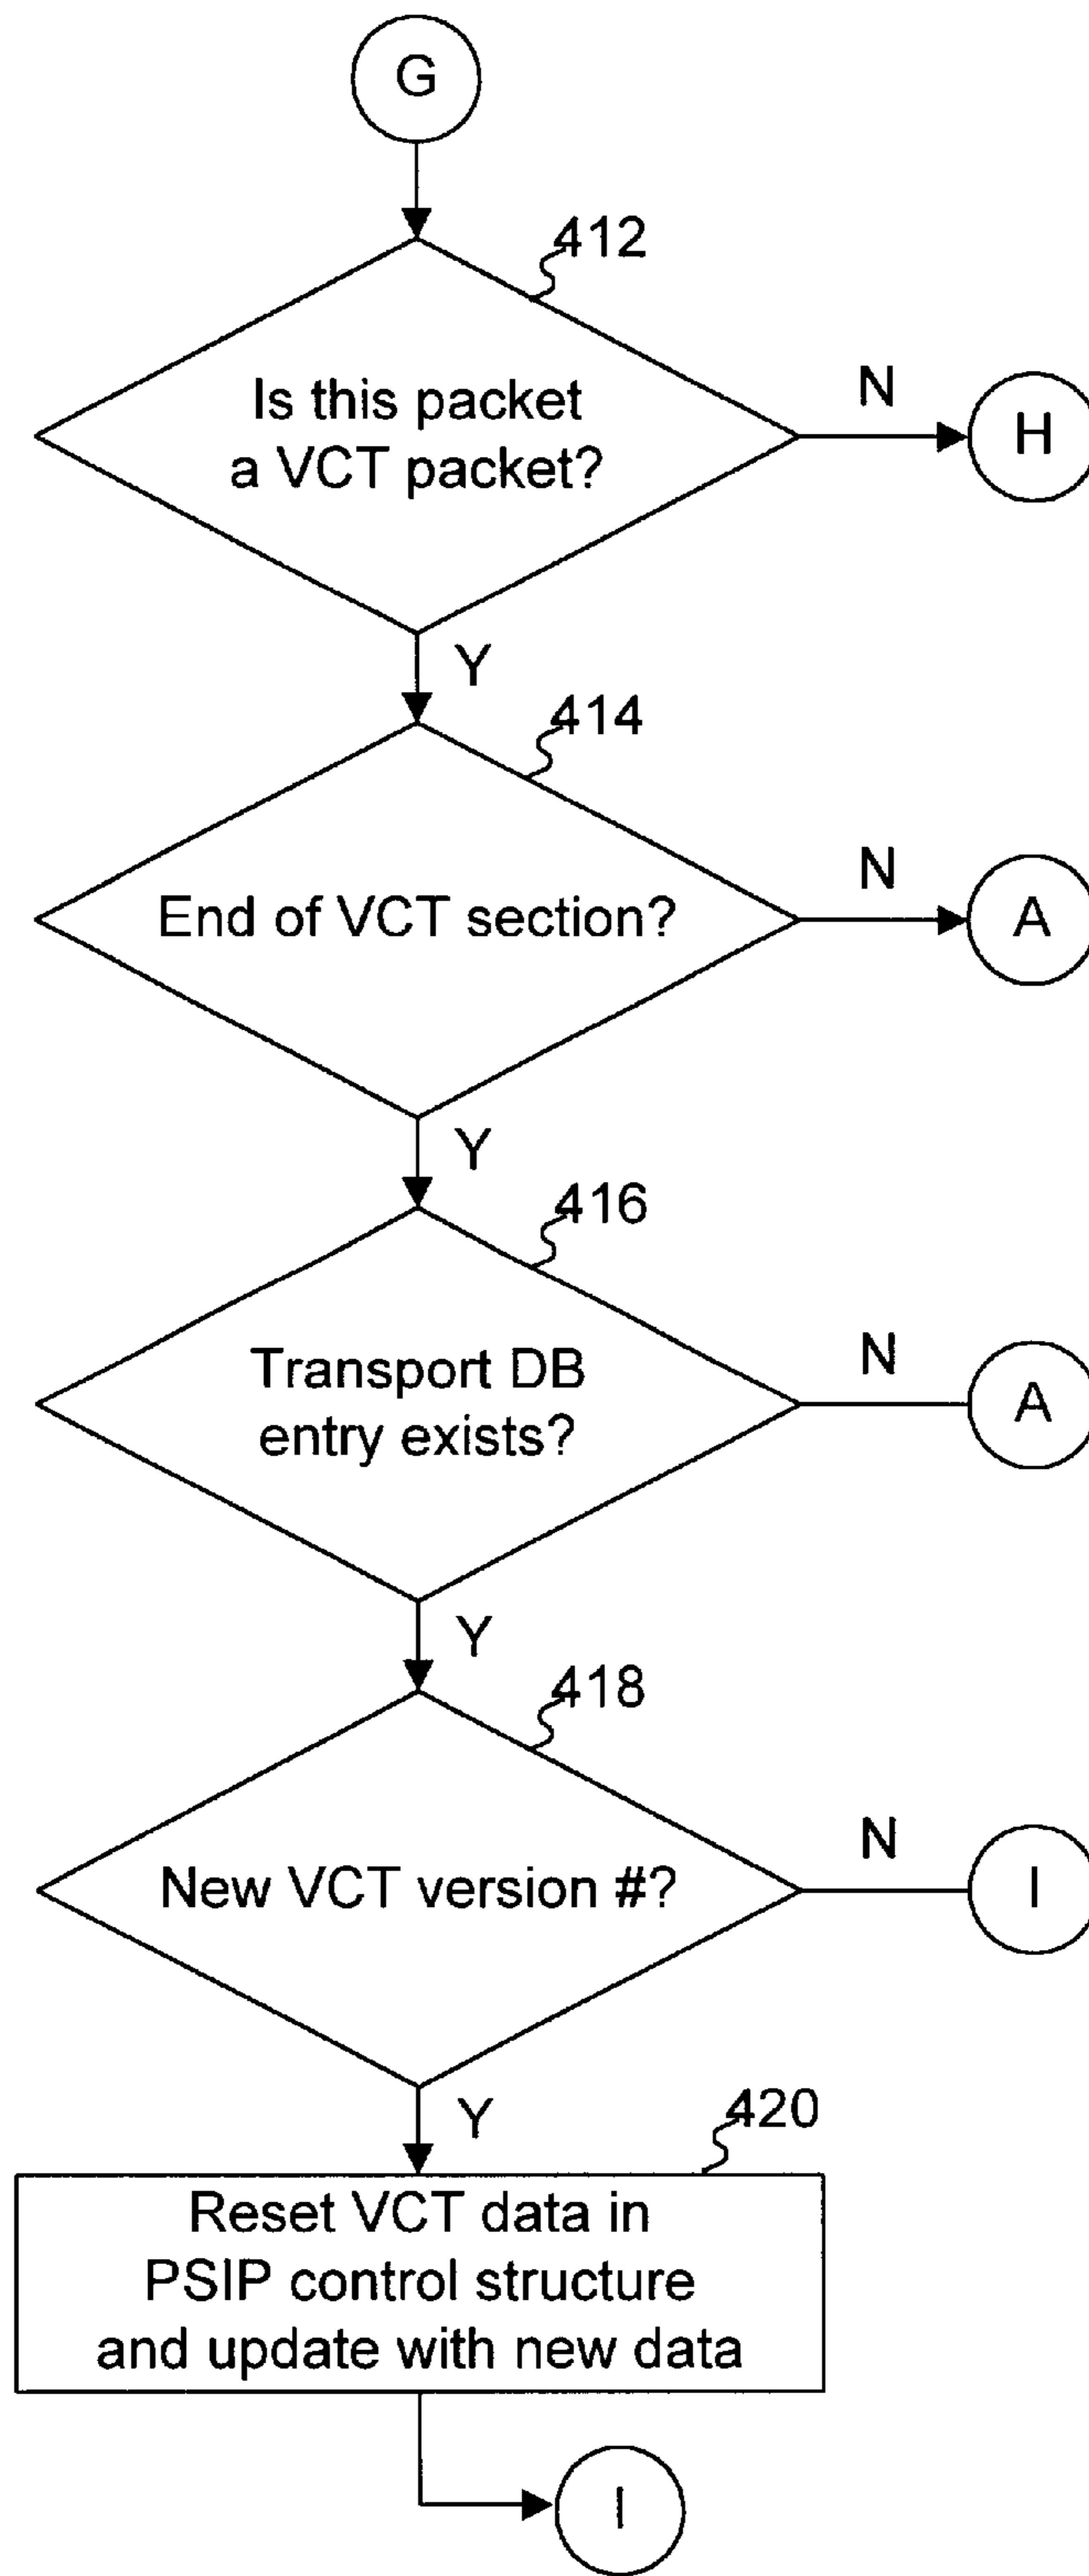 G
412
Is this packet
a VCT packet?
N
H
Y
414
End of VCT section?
N
A
Y
416
Transport DB
entry exists?
N
A
Y
418
New VCT version #?
N
I
Y
420
Reset VCT data in
PSIP control structure
and update with new data
I